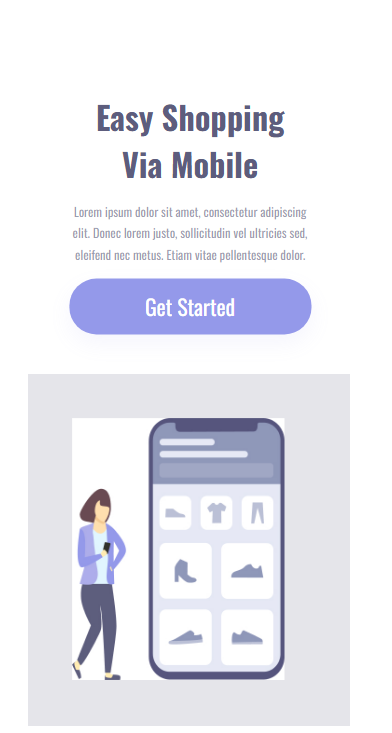 Easy Shopping
Via Mobile
Lorem ipsum dolor sit amet, consectetur adipiscing
elit. Donec lorem justo, sollicitudin vel ultricies sed,
eleifend nec metus. Etiam vitae pellentesque dolor.
Get Started